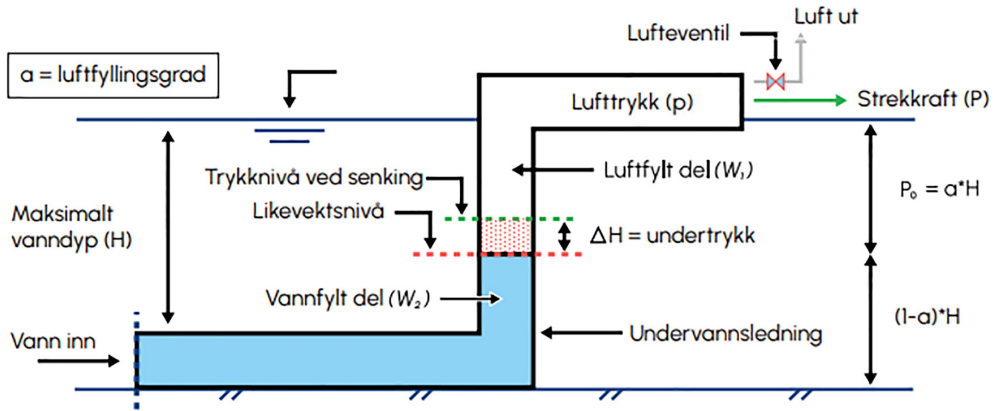 Luft ut
Lufteventil
a = luftfyllingsgrad
Lufttrykk (p)
Strekkraft (P)
Trykknivå ved senking
Luftfylt del (W₁)
P₀ = a*H
Likevektsnivå
Maksimalt
vanndyp (H)
ΔH = undertrykk
Vannfylt del (W₂)
(1-a)*H
Vann inn
Undervannsledning